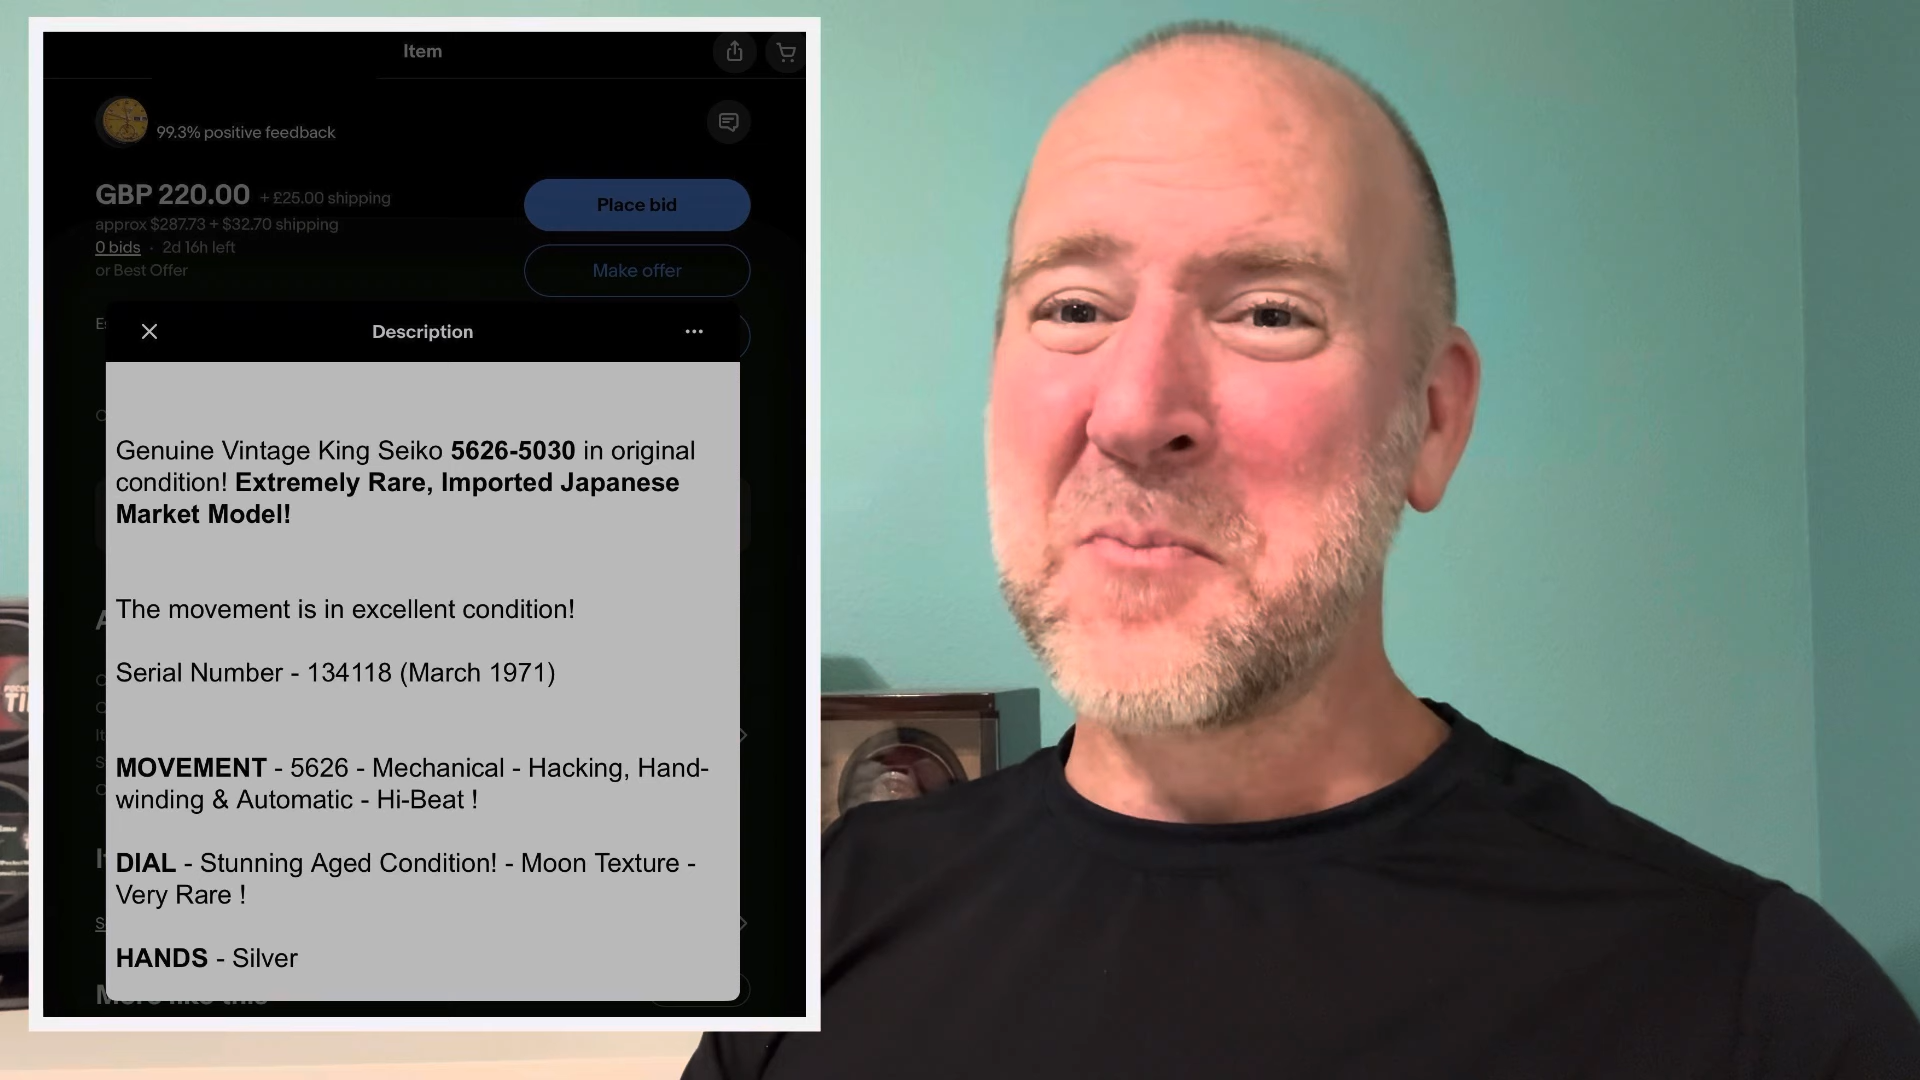 Item
99.3% positive feedback
GBP 220.00 + £25.00 shipping
approx $287.73 + $32.70 shipping
0 bids · 2d 16h left
or Best Offer
Place bid
Make offer
Description
Genuine Vintage King Seiko 5626-5030 in original
condition! Extremely Rare, Imported Japanese
Market Model!
The movement is in excellent condition!
Serial Number - 134118 (March 1971)
MOVEMENT - 5626 - Mechanical - Hacking, Hand-
winding & Automatic - Hi-Beat !
DIAL - Stunning Aged Condition! - Moon Texture -
Very Rare !
HANDS - Silver
More like this